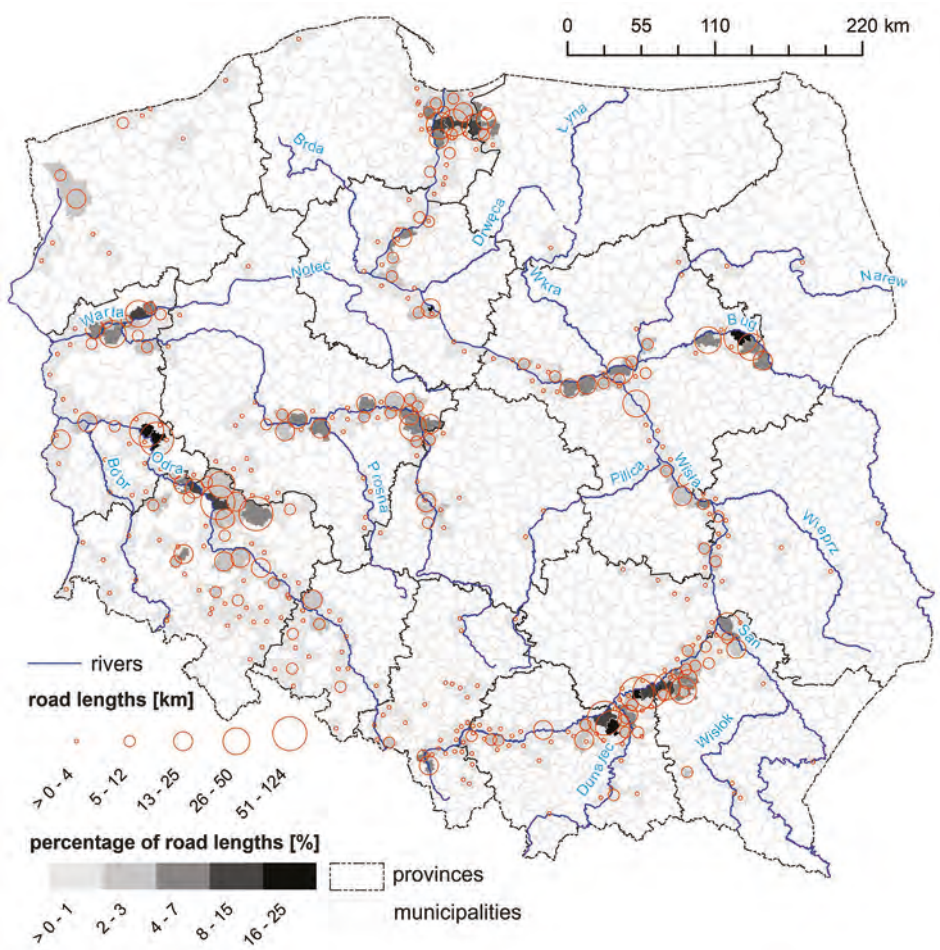 0 55 110 220 km
Łyna
Brda
Drwęca
Noteć
Wkra
Narew
Warta
Bug
Odra
Bóbr
Prosna
Pilica
Wisła
Wieprz
San
rivers
road lengths [km]
Wisłok
Dunajec
> 0 - 4
5 - 12
13 - 25
26 - 50
51 - 124
percentage of road lengths [%]
provinces
municipalities
> 0 - 1
2 - 3
4 - 7
8 - 15
16 - 25